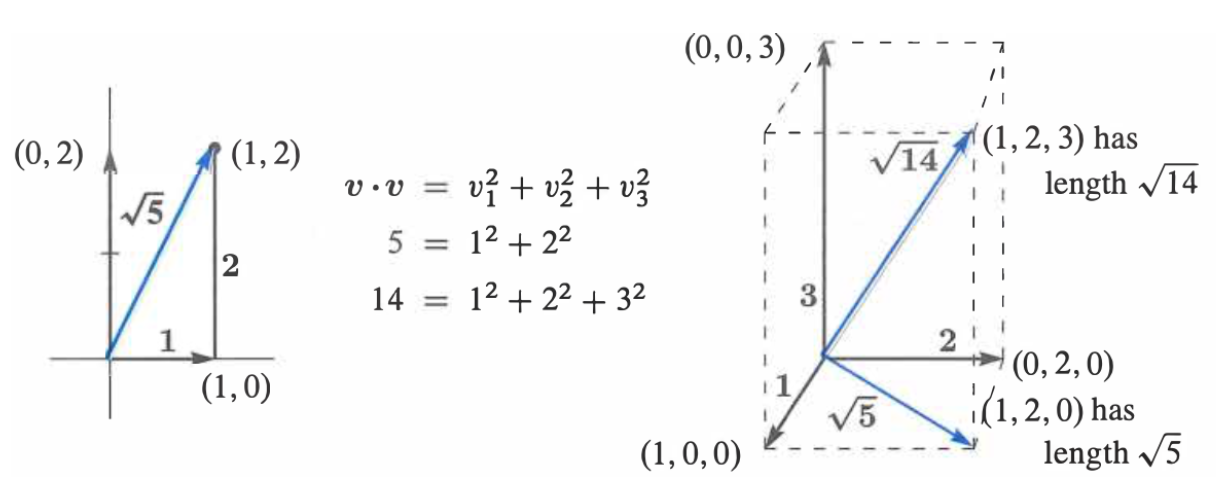 (0, 2)
(1, 2)
√5
2
1
(1, 0)
v · v = v₁² + v₂² + v₃²
5 = 1² + 2²
14 = 1² + 2² + 3²
(0, 0, 3)
√14
(1, 2, 3) has
length √14
3
2
(0, 2, 0)
1
√5
(1, 2, 0) has
length √5
(1, 0, 0)